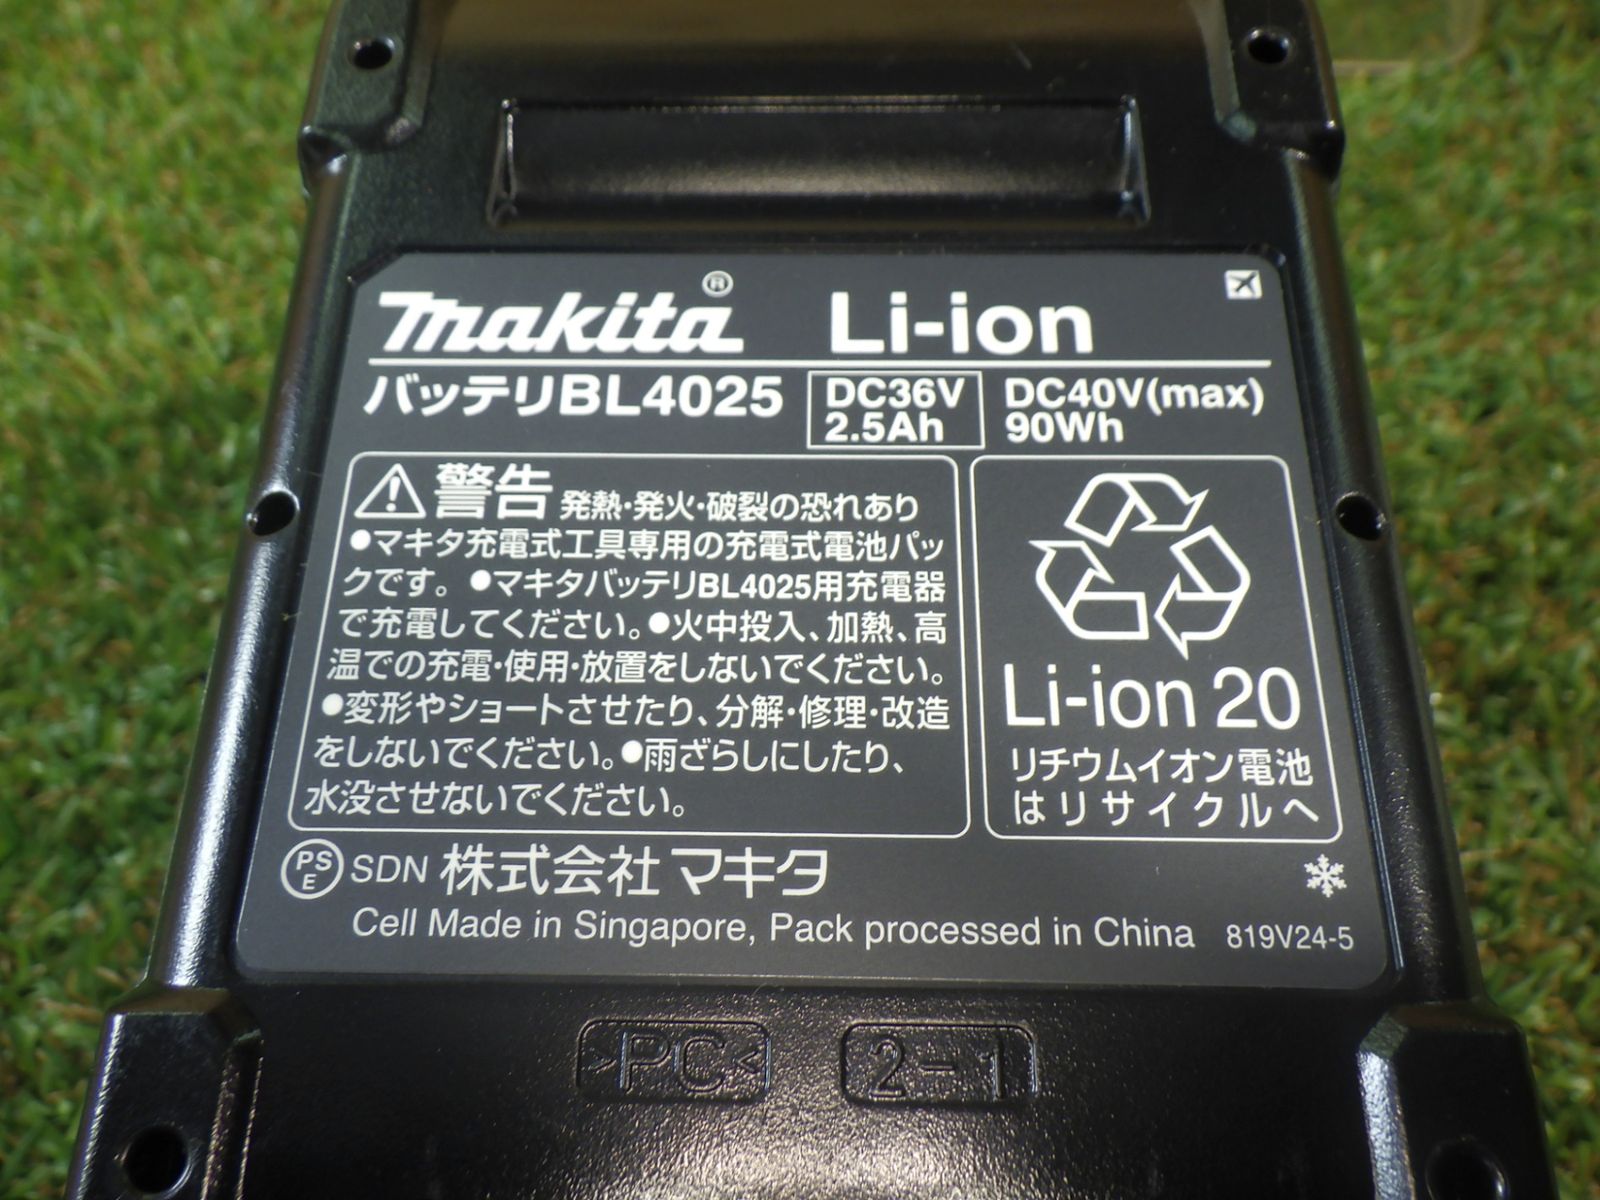 makita® Li-ion
バッテリBL4025 DC36V 2.5Ah DC40V(max) 90Wh
警告 発熱・発火・破裂の恐れあり
●マキタ充電式工具専用の充電式電池パッ
クです。●マキタバッテリBL4025用充電器
で充電してください。●火中投入、加熱、高
温での充電・使用・放置をしないでください。
●変形やショートさせたり、分解・修理・改造
をしないでください。●雨ざらしにしたり、
水没させないでください。
Li-ion 20
リチウムイオン電池
はリサイクルへ
PS E SDN 株式会社マキタ
Cell Made in Singapore, Pack processed in China 819V24-5
>PC< 2-1